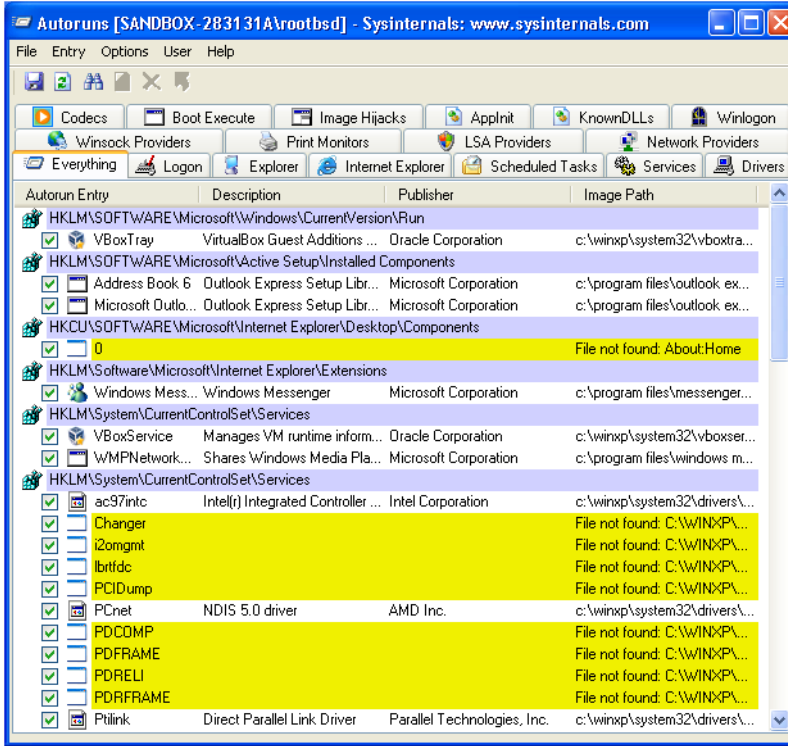 Autoruns [SANDBOX-283131A\rootbsd] - Sysinternals: www.sysinternals.com
File Entry Options User Help
Codecs Boot Execute Image Hijacks AppInit KnownDLLs Winlogon
Winsock Providers Print Monitors LSA Providers Network Providers
Everything Logon Explorer Internet Explorer Scheduled Tasks Services Drivers
Autorun Entry Description Publisher Image Path
HKLM\SOFTWARE\Microsoft\Windows\CurrentVersion\Run
VBoxTray VirtualBox Guest Additions ... Oracle Corporation c:\winxp\system32\vboxtra...
HKLM\SOFTWARE\Microsoft\Active Setup\Installed Components
Address Book 6 Outlook Express Setup Libr... Microsoft Corporation c:\program files\outlook ex...
Microsoft Outlo... Outlook Express Setup Libr... Microsoft Corporation c:\program files\outlook ex...
HKCU\SOFTWARE\Microsoft\Internet Explorer\Desktop\Components
0 File not found: About:Home
HKLM\Software\Microsoft\Internet Explorer\Extensions
Windows Mess... Windows Messenger Microsoft Corporation c:\program files\messenger...
HKLM\System\CurrentControlSet\Services
VBoxService Manages VM runtime inform... Oracle Corporation c:\winxp\system32\vboxser...
WMPNetwork... Shares Windows Media Pla... Microsoft Corporation c:\program files\windows m...
HKLM\System\CurrentControlSet\Services
ac97intc Intel(r) Integrated Controller ... Intel Corporation c:\winxp\system32\drivers\...
Changer File not found: C:\WINXP\...
i2omgmt File not found: C:\WINXP\...
lbrtfdc File not found: C:\WINXP\...
PCIDump File not found: C:\WINXP\...
PCnet NDIS 5.0 driver AMD Inc. c:\winxp\system32\drivers\...
PDCOMP File not found: C:\WINXP\...
PDFRAME File not found: C:\WINXP\...
PDRELI File not found: C:\WINXP\...
PDRFRAME File not found: C:\WINXP\...
Ptilink Direct Parallel Link Driver Parallel Technologies, Inc. c:\winxp\system32\drivers\...